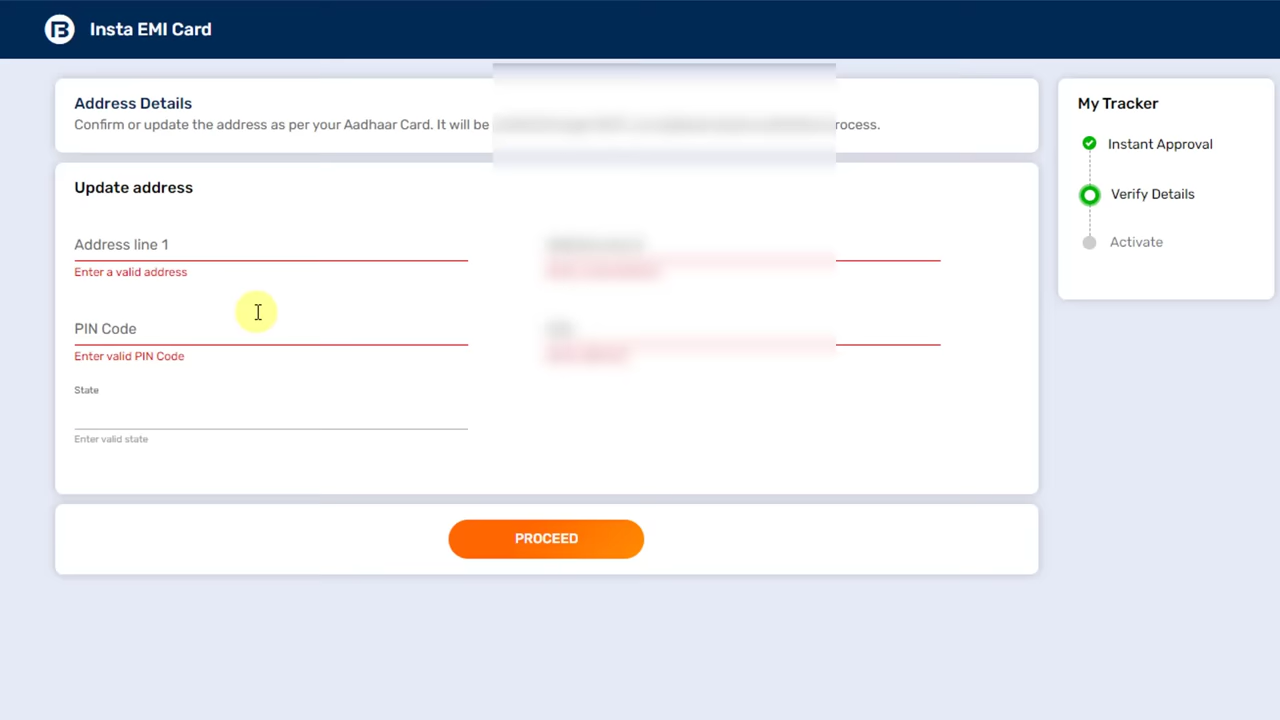 Insta EMI Card
Address Details
Confirm or update the address as per your Aadhaar Card. It will be
process.
My Tracker
Instant Approval
Verify Details
Activate
Update address
Address line 1
Enter a valid address
PIN Code
Enter valid PIN Code
State
Enter valid state
PROCEED